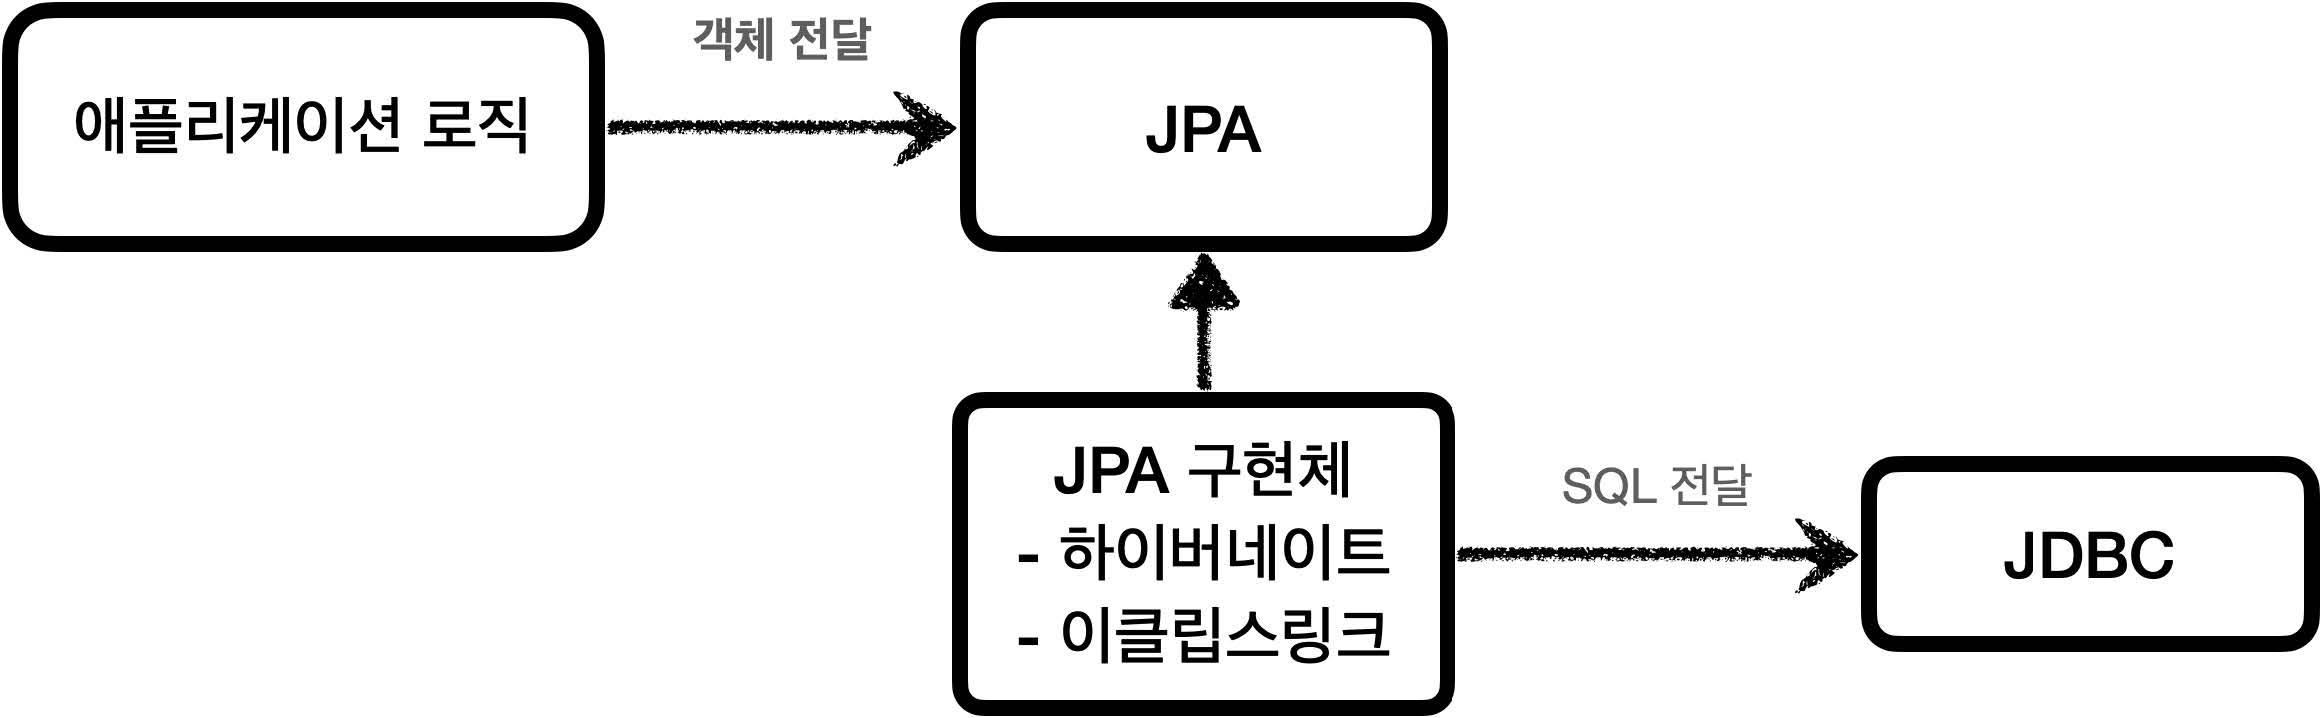 객체 전달
애플리케이션 로직
JPA
JPA 구현체
- 하이버네이트
- 이클립스링크
SQL 전달
JDBC